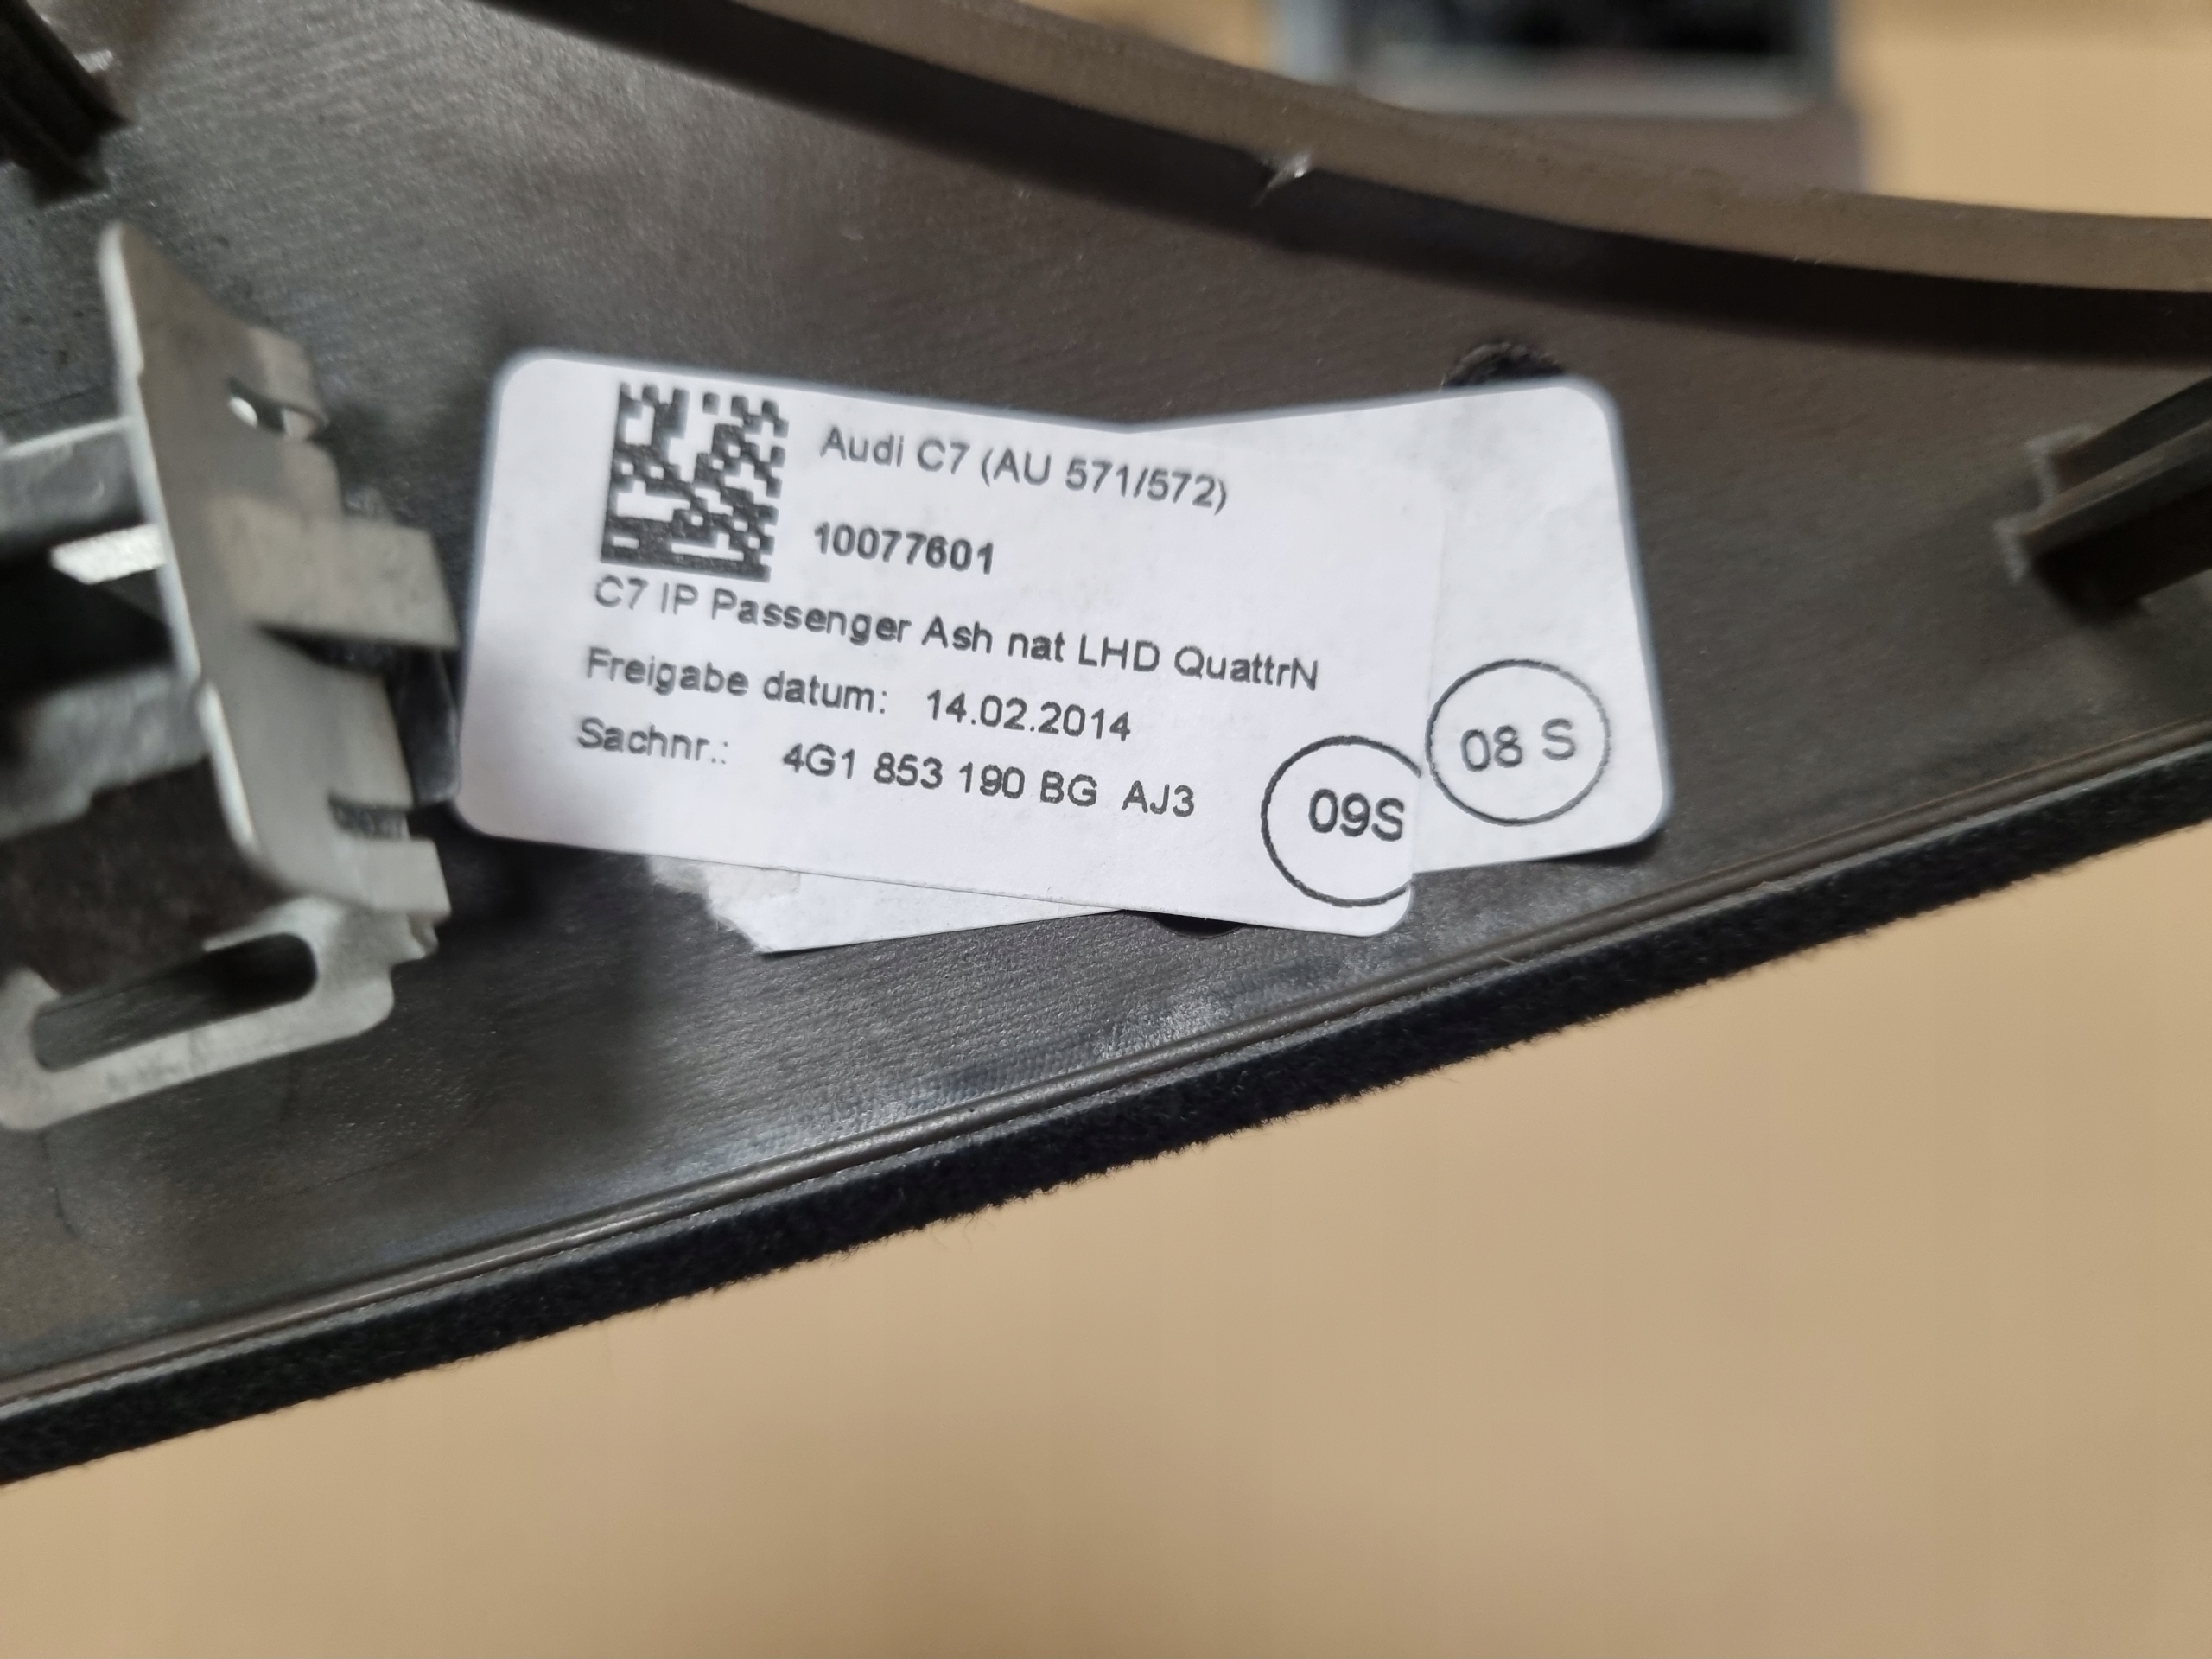 Audi C7 (AU 571/572)
10077601
C7 IP Passenger Ash nat LHD QuattrN
Freigabe datum: 14.02.2014
Sachnr.: 4G1 853 190 BG AJ3
09S
08 S